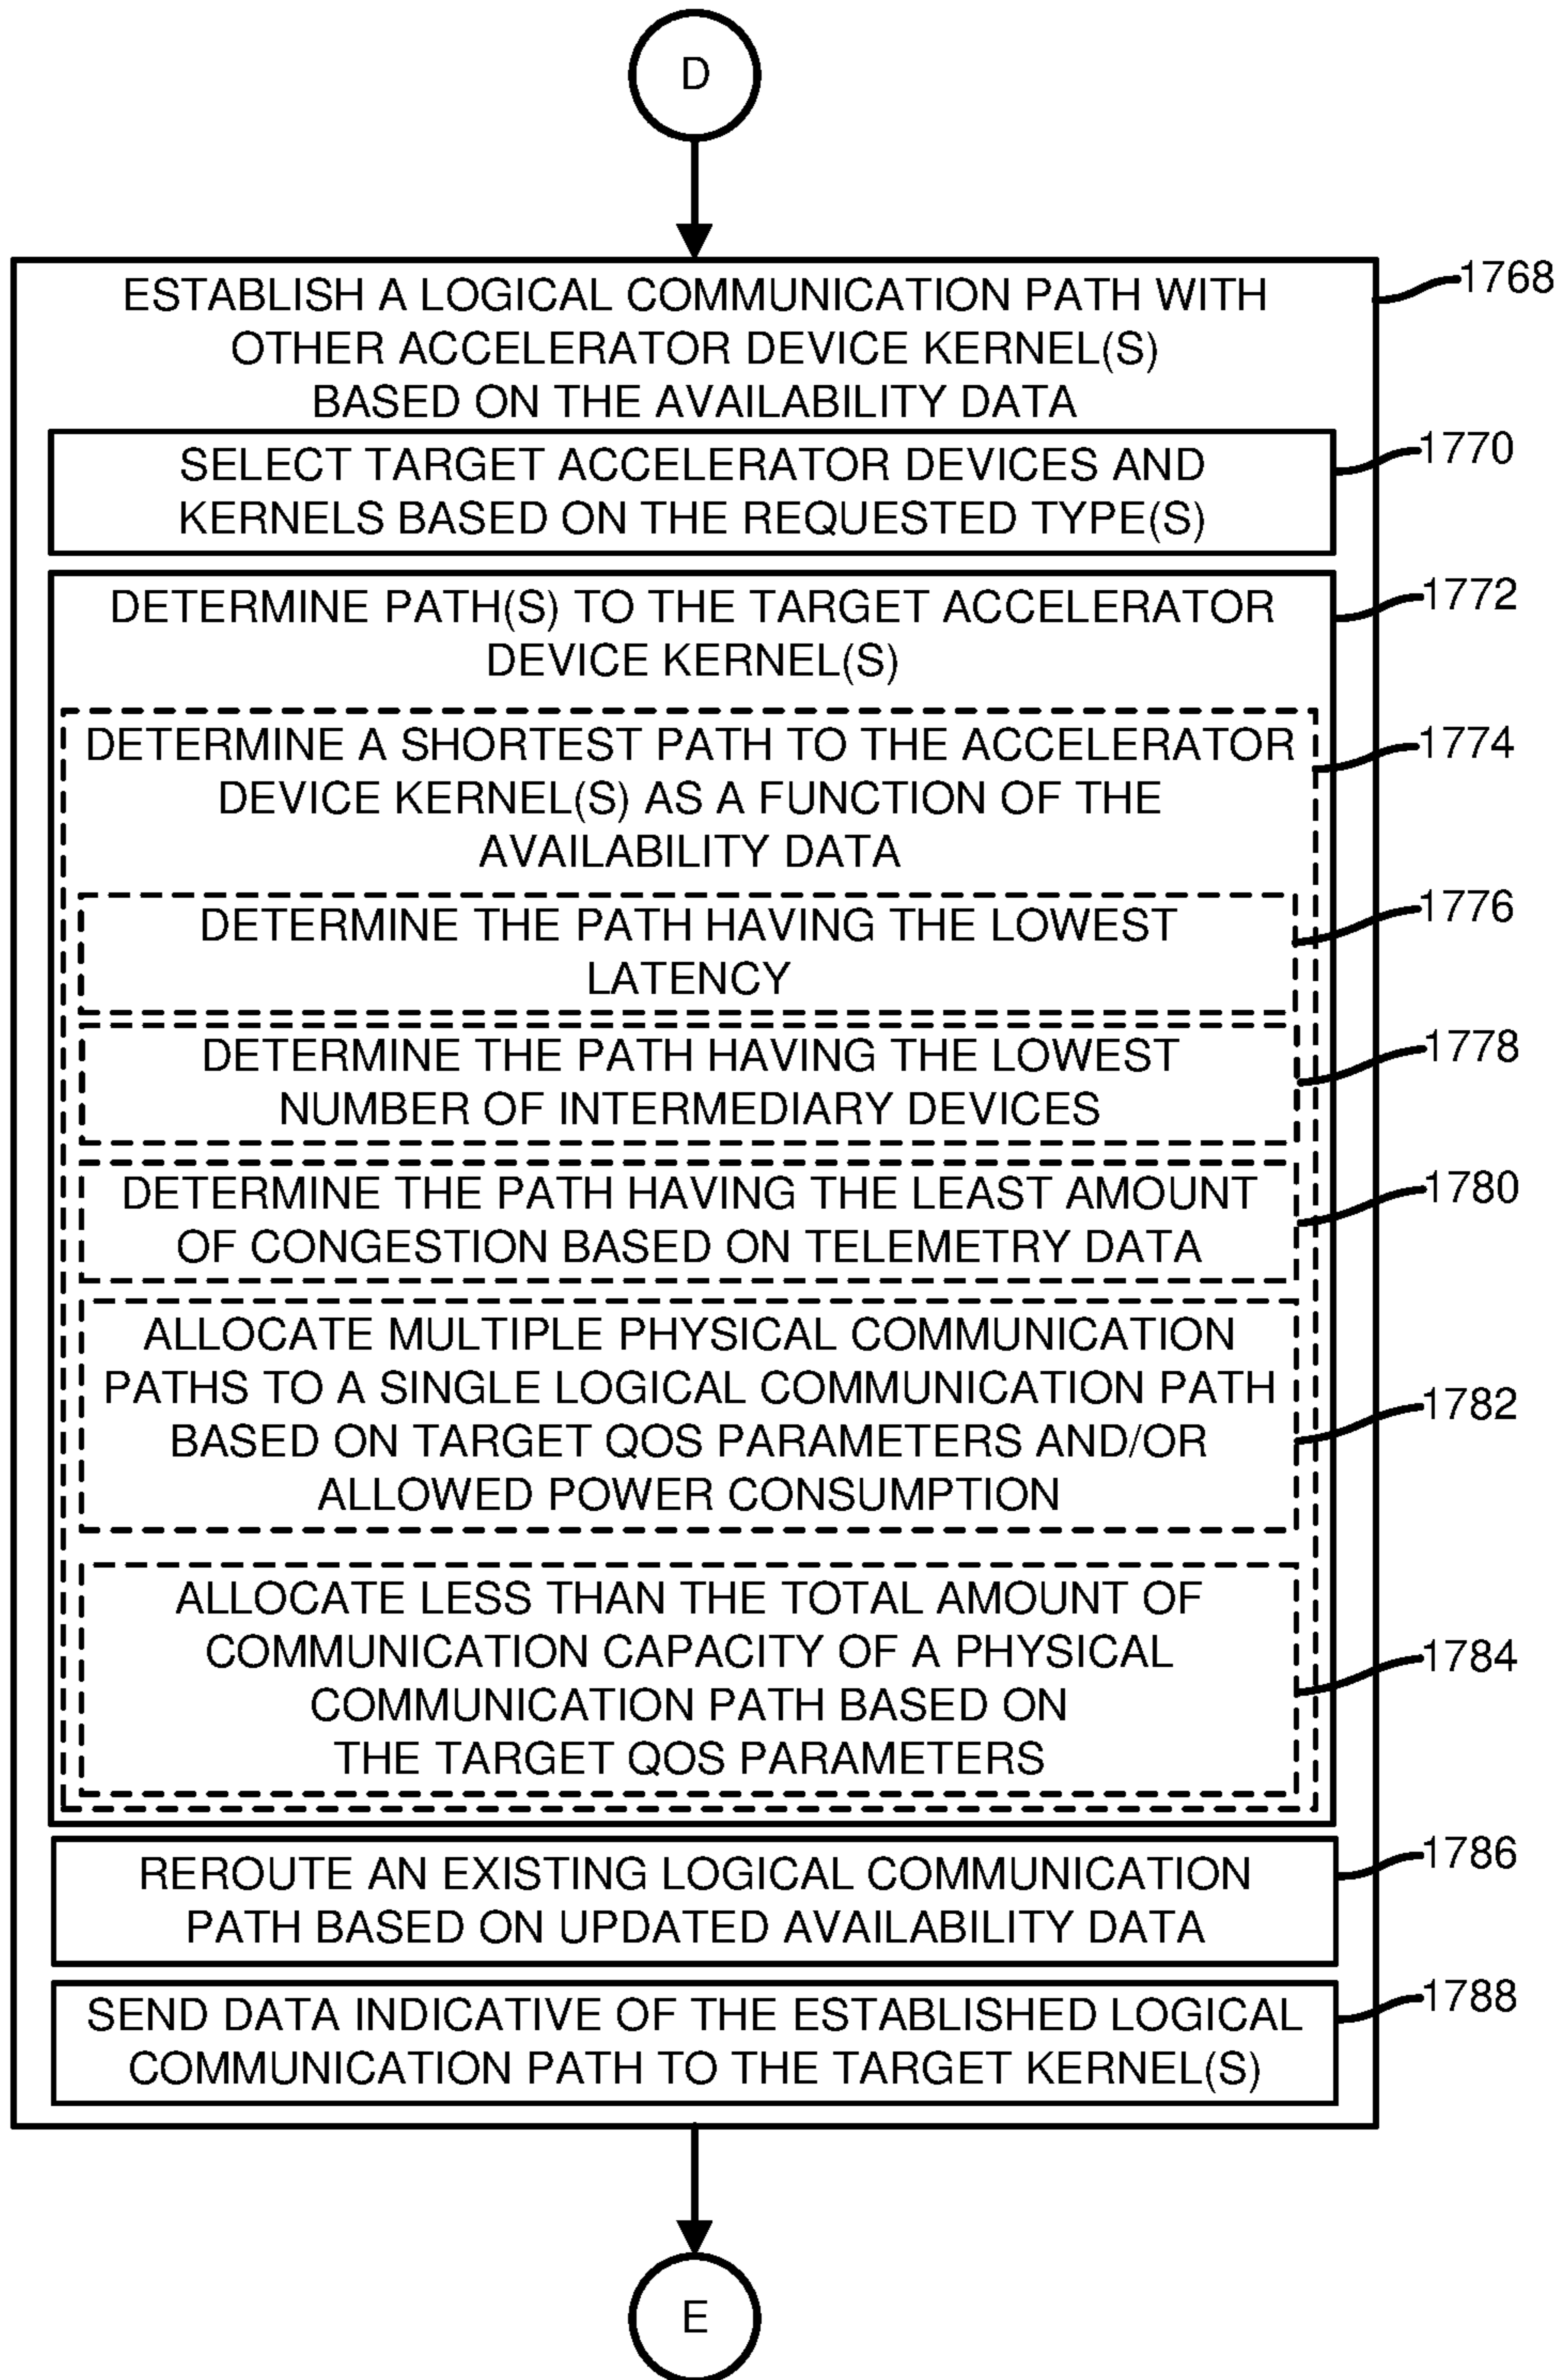 D
ESTABLISH A LOGICAL COMMUNICATION PATH WITH
OTHER ACCELERATOR DEVICE KERNEL(S)
BASED ON THE AVAILABILITY DATA
1768
SELECT TARGET ACCELERATOR DEVICES AND
KERNELS BASED ON THE REQUESTED TYPE(S)
1770
DETERMINE PATH(S) TO THE TARGET ACCELERATOR
DEVICE KERNEL(S)
1772
DETERMINE A SHORTEST PATH TO THE ACCELERATOR
DEVICE KERNEL(S) AS A FUNCTION OF THE
AVAILABILITY DATA
1774
DETERMINE THE PATH HAVING THE LOWEST
LATENCY
1776
DETERMINE THE PATH HAVING THE LOWEST
NUMBER OF INTERMEDIARY DEVICES
1778
DETERMINE THE PATH HAVING THE LEAST AMOUNT
OF CONGESTION BASED ON TELEMETRY DATA
1780
ALLOCATE MULTIPLE PHYSICAL COMMUNICATION
PATHS TO A SINGLE LOGICAL COMMUNICATION PATH
BASED ON TARGET QOS PARAMETERS AND/OR
ALLOWED POWER CONSUMPTION
1782
ALLOCATE LESS THAN THE TOTAL AMOUNT OF
COMMUNICATION CAPACITY OF A PHYSICAL
COMMUNICATION PATH BASED ON
THE TARGET QOS PARAMETERS
1784
REROUTE AN EXISTING LOGICAL COMMUNICATION
PATH BASED ON UPDATED AVAILABILITY DATA
1786
SEND DATA INDICATIVE OF THE ESTABLISHED LOGICAL
COMMUNICATION PATH TO THE TARGET KERNEL(S)
1788
E